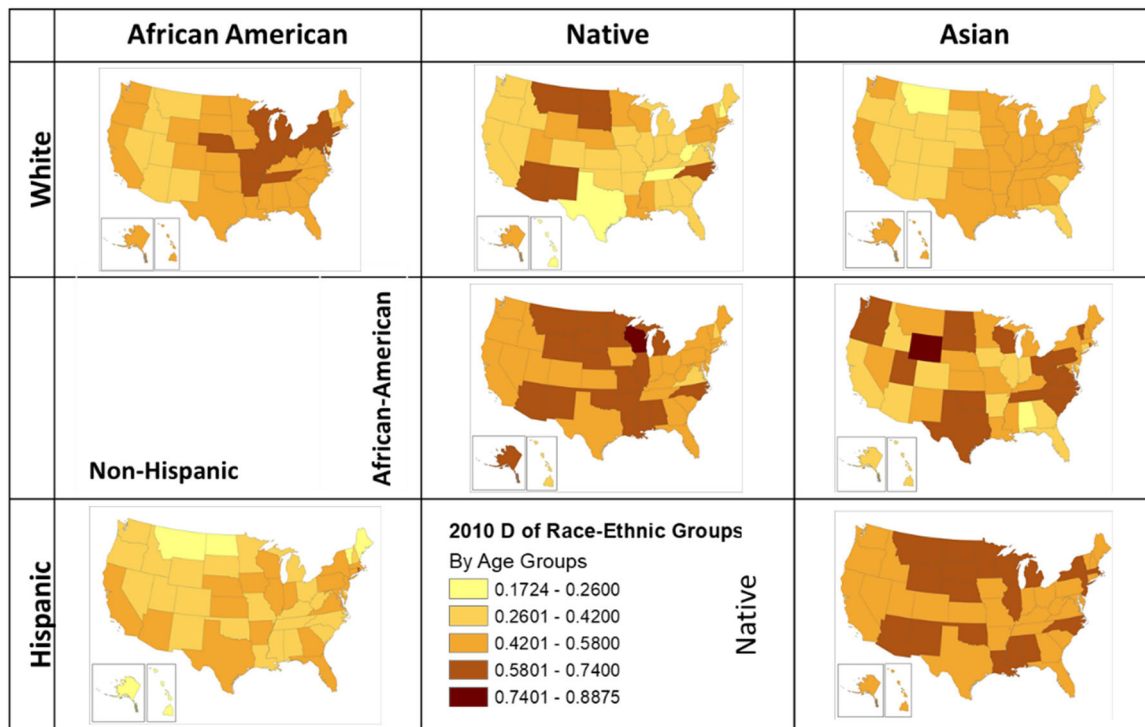 African American
Native
Asian
White
African-American
Non-Hispanic
Hispanic
2010 D of Race-Ethnic Groups
By Age Groups
0.1724 - 0.2600
0.2601 - 0.4200
0.4201 - 0.5800
0.5801 - 0.7400
0.7401 - 0.8875
Native